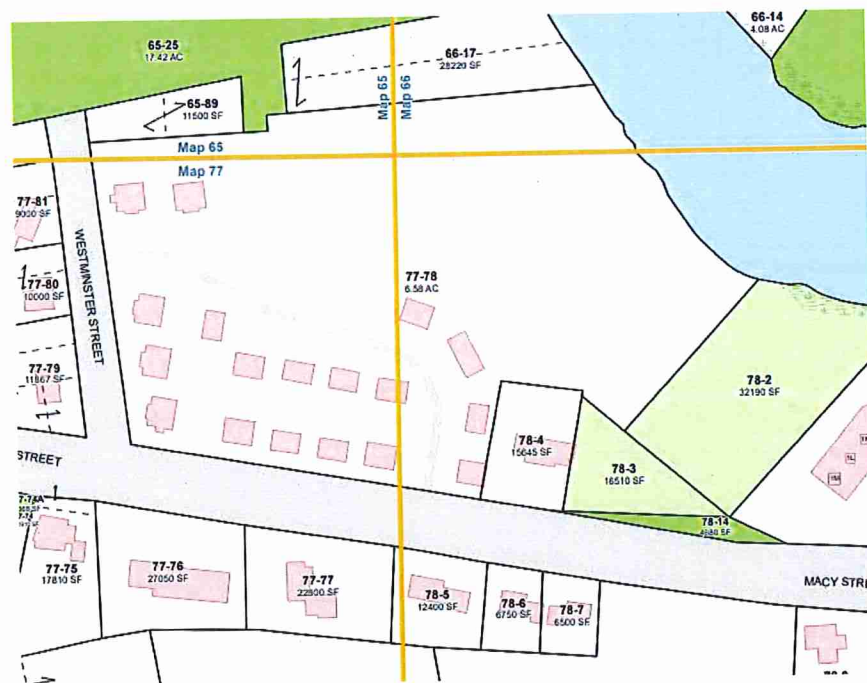 65-25
17.42 AC
66-14
4.08 AC
66-17
28220 SF
65-89
11500 SF
Map 65
Map 66
Map 65
Map 77
77-81
9000 SF
WESTMINSTER STREET
77-80
10000 SF
77-78
6.58 AC
77-79
11867 SF
78-2
32190 SF
78-4
15645 SF
78-3
16510 SF
STREET
78-14
77-75
17810 SF
77-76
27050 SF
77-77
22800 SF
78-5
12400 SF
78-6
6750 SF
78-7
6500 SF
MACY STRE
1L
1M